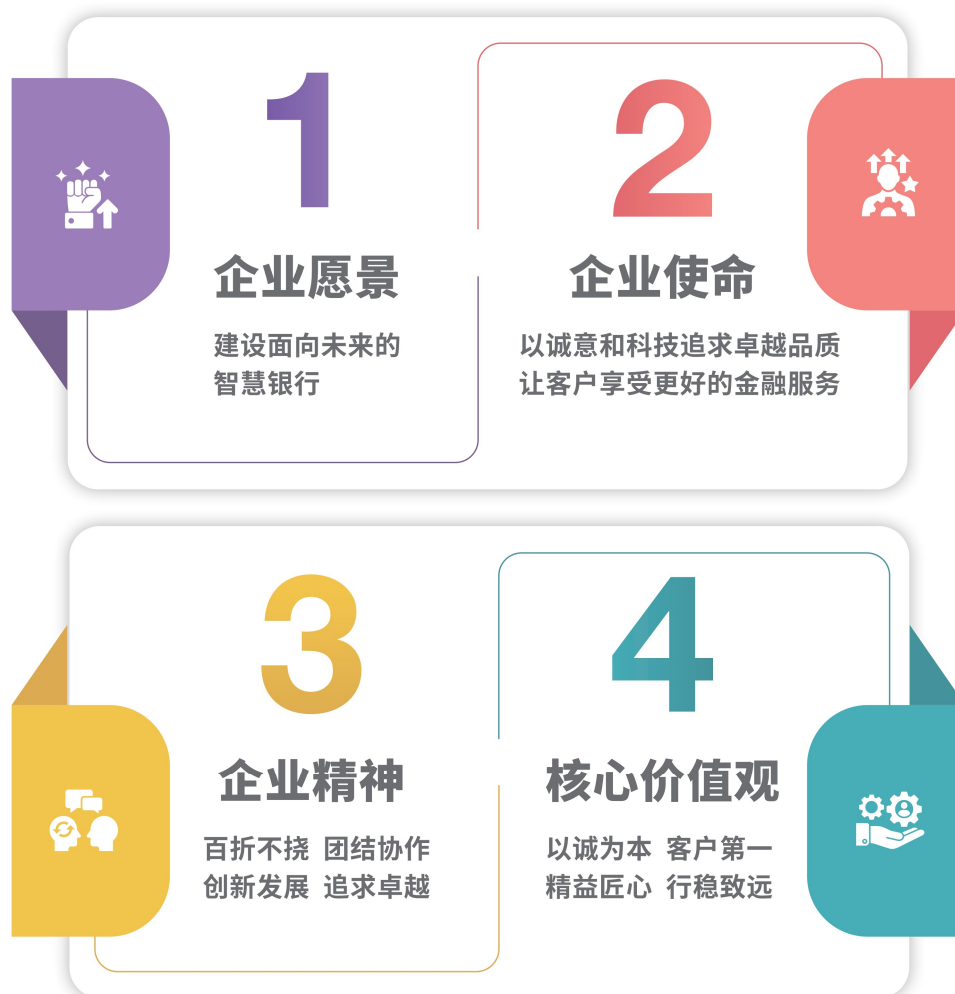 1
企业愿景
建设面向未来的
智慧银行
2
企业使命
以诚意和科技追求卓越品质
让客户享受更好的金融服务
3
企业精神
百折不挠 团结协作
创新发展 追求卓越
4
核心价值观
以诚为本 客户第一
精益匠心 行稳致远